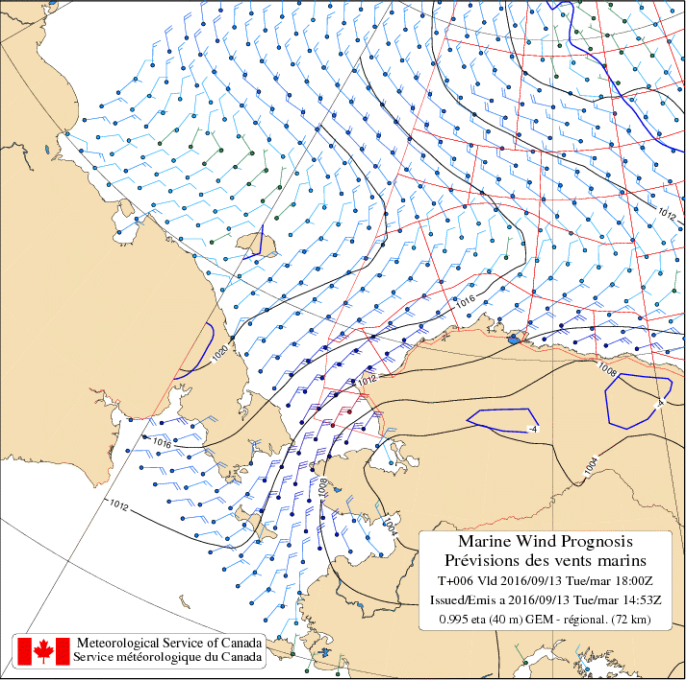 1012
1016
1020
1012
1008
-4
-4
1016
1004
1012
1008
1004
Marine Wind Prognosis
Prévisions des vents marins
T+006 Vld 2016/09/13 Tue/mar 18:00Z
Issued/Emis a 2016/09/13 Tue/mar 14:53Z
0.995 eta (40 m) GEM - régional. (72 km)
Meteorological Service of Canada
Service météorologique du Canada